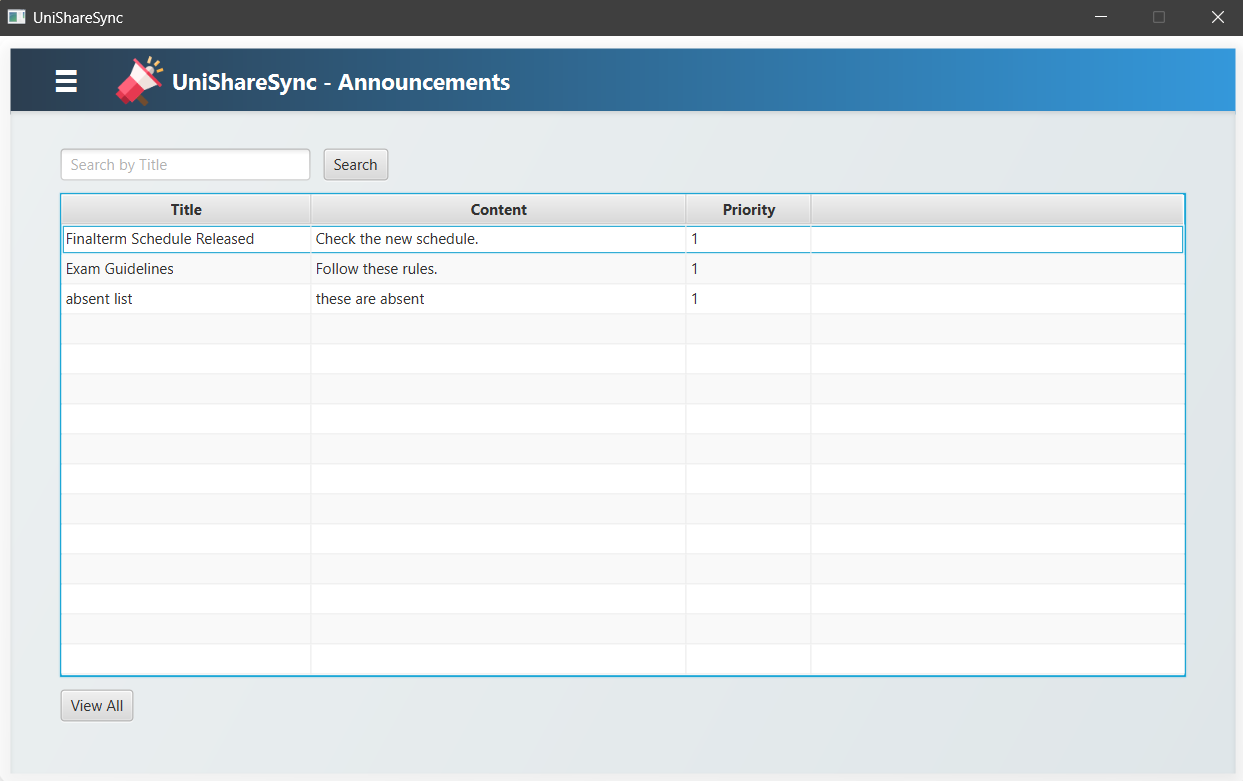 UniShareSync
UniShareSync - Announcements
Search by Title Search
Title Content Priority
Finalterm Schedule Released Check the new schedule. 1
Exam Guidelines Follow these rules. 1
absent list these are absent 1
View All